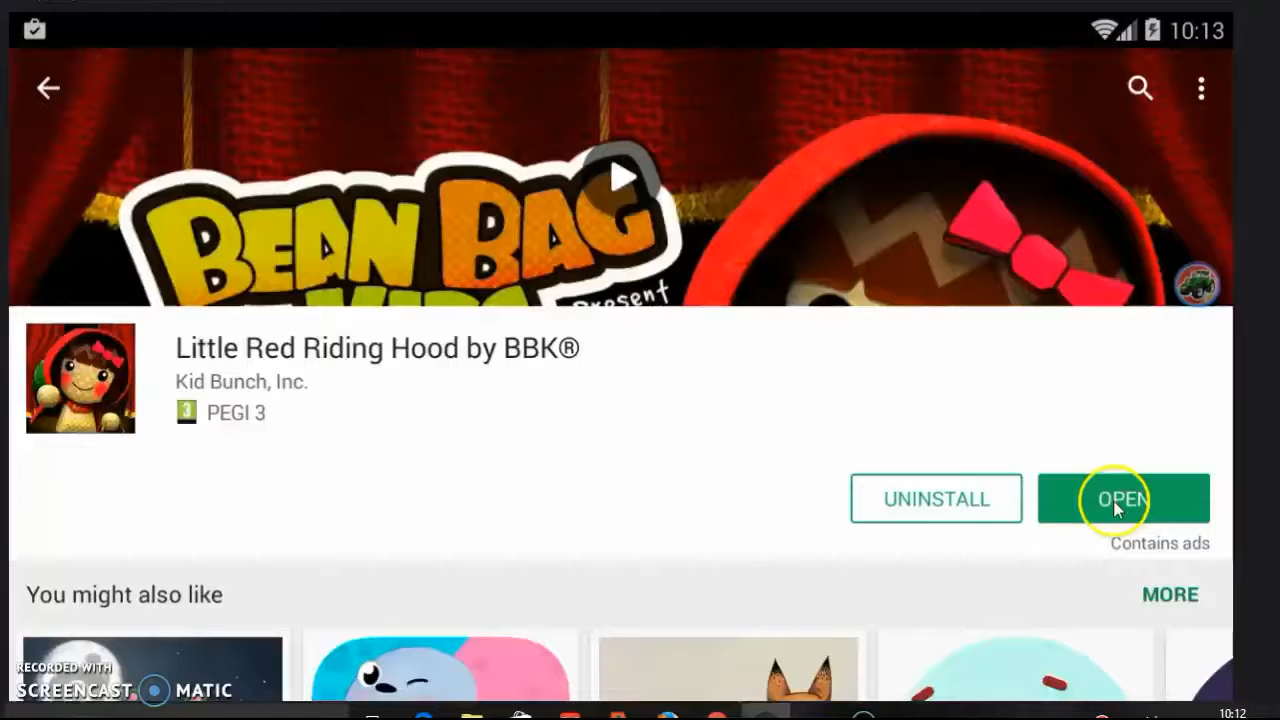 10:13
BEAN BAG
KIDS
Present
Little Red Riding Hood by BBK®
Kid Bunch, Inc.
3 PEGI 3
UNINSTALL
OPEN
Contains ads
You might also like
MORE
RECORDED WITH
SCREENCAST MATIC
10:12